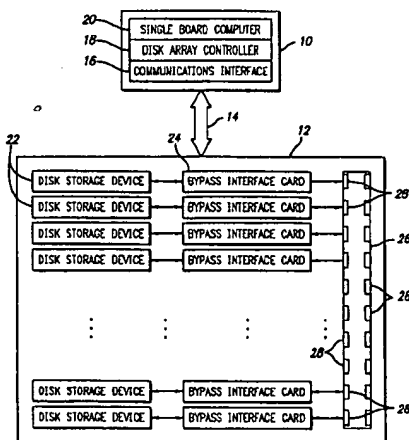 20 SINGLE BOARD COMPUTER
18 DISK ARRAY CONTROLLER 10
16 COMMUNICATIONS INTERFACE
14
22 24 12
DISK STORAGE DEVICE BYPASS INTERFACE CARD
28
DISK STORAGE DEVICE BYPASS INTERFACE CARD
DISK STORAGE DEVICE BYPASS INTERFACE CARD 26
DISK STORAGE DEVICE BYPASS INTERFACE CARD
28
28
DISK STORAGE DEVICE BYPASS INTERFACE CARD
28
DISK STORAGE DEVICE BYPASS INTERFACE CARD